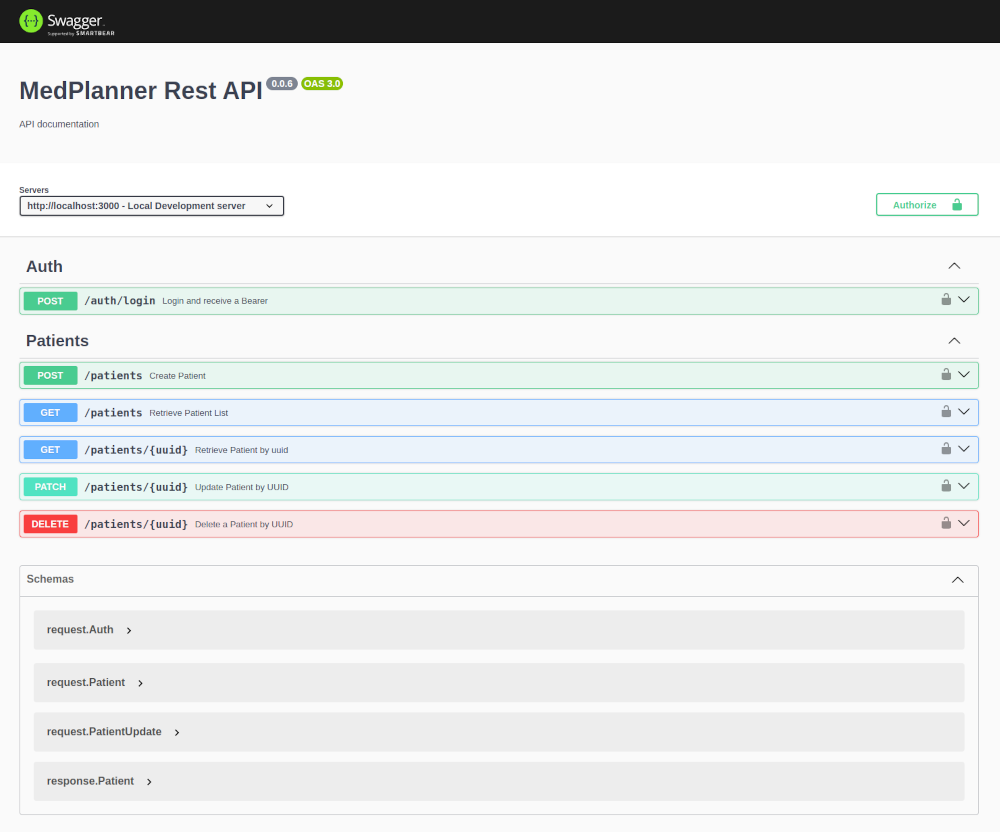 {···} Swagger.
Supported by SMARTBEAR
MedPlanner Rest API 0.0.6 OAS 3.0
API documentation
Servers
http://localhost:3000 - Local Development server
Authorize
Auth
POST /auth/login Login and receive a Bearer
Patients
POST /patients Create Patient
GET /patients Retrieve Patient List
GET /patients/{uuid} Retrieve Patient by uuid
PATCH /patients/{uuid} Update Patient by UUID
DELETE /patients/{uuid} Delete a Patient by UUID
Schemas
request.Auth
request.Patient
request.PatientUpdate
response.Patient